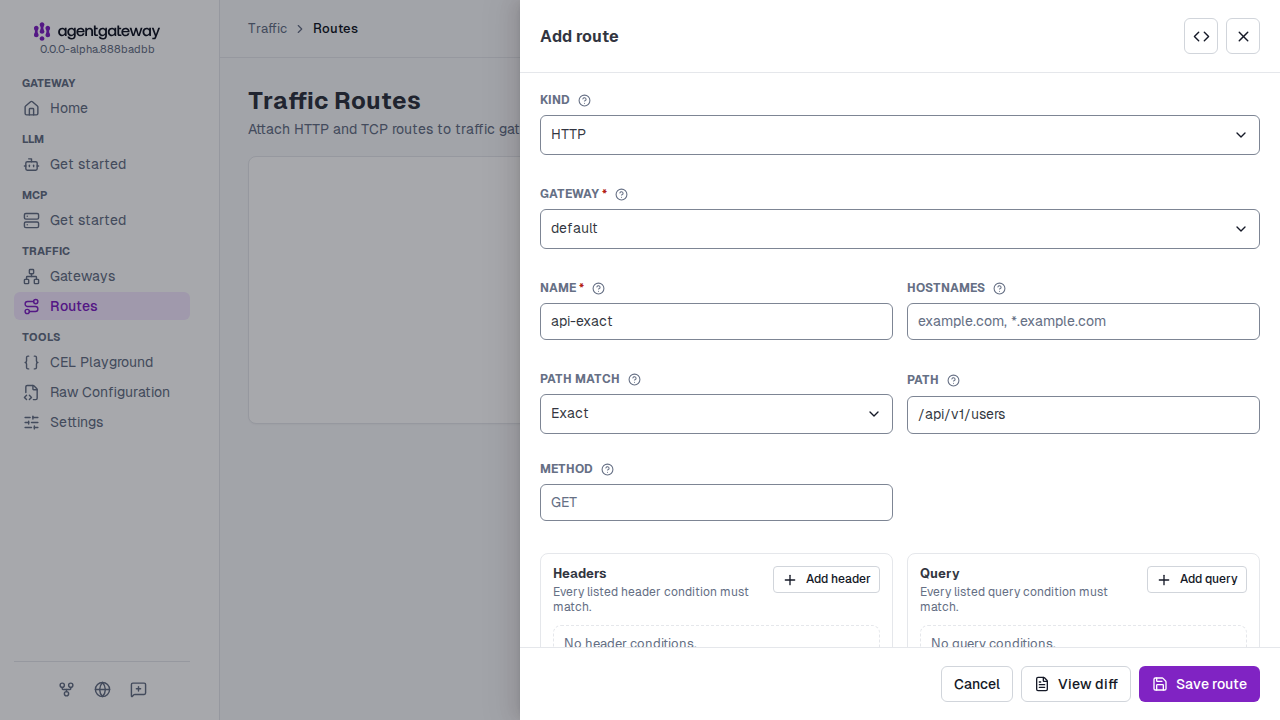 agentgateway
0.0.0-alpha.888badbb
GATEWAY
Home
LLM
Get started
MCP
Get started
TRAFFIC
Gateways
Routes
TOOLS
CEL Playground
Raw Configuration
Settings
Traffic > Routes
Traffic Routes
Attach HTTP and TCP routes to traffic gat
Add route
KIND
HTTP
GATEWAY *
default
NAME * HOSTNAMES
api-exact example.com, *.example.com
PATH MATCH PATH
Exact /api/v1/users
METHOD
GET
Headers
Every listed header condition must
match.
Add header
No header conditions.
Query
Every listed query condition must
match.
Add query
No query conditions.
Cancel View diff Save route